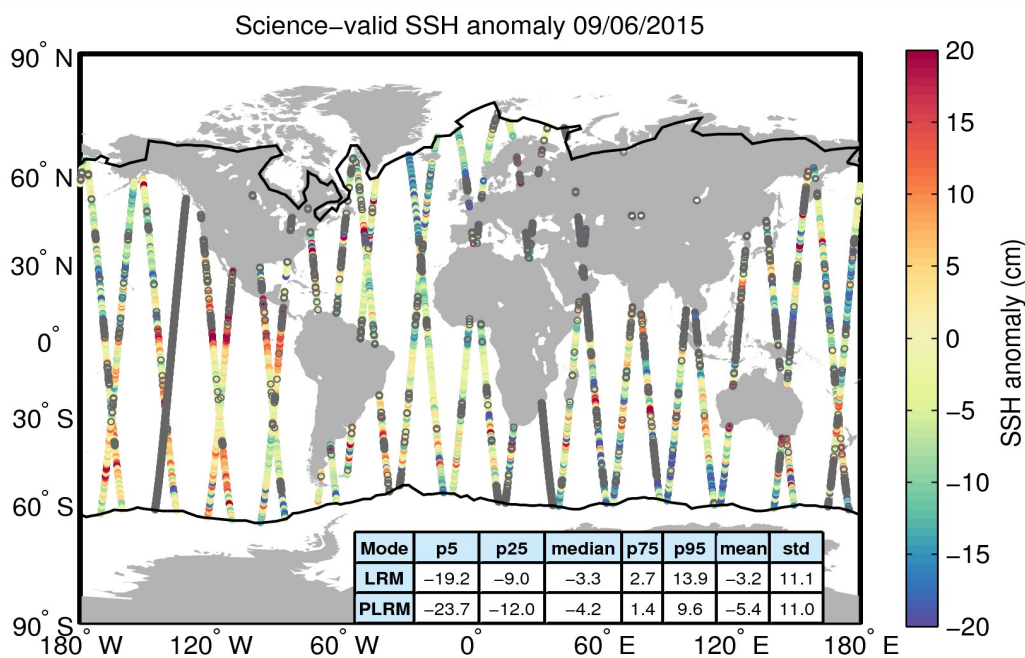 Science−valid SSH anomaly 09/06/2015
90° N
60° N
30° N
0°
30° S
60° S
90° S
180° W
120° W
60° W
0°
60° E
120° E
180° E
Mode p5 p25 median p75 p95 mean std
LRM −19.2 −9.0 −3.3 2.7 13.9 −3.2 11.1
PLRM −23.7 −12.0 −4.2 1.4 9.6 −5.4 11.0
20
15
10
5
0
−5
−10
−15
−20
SSH anomaly (cm)